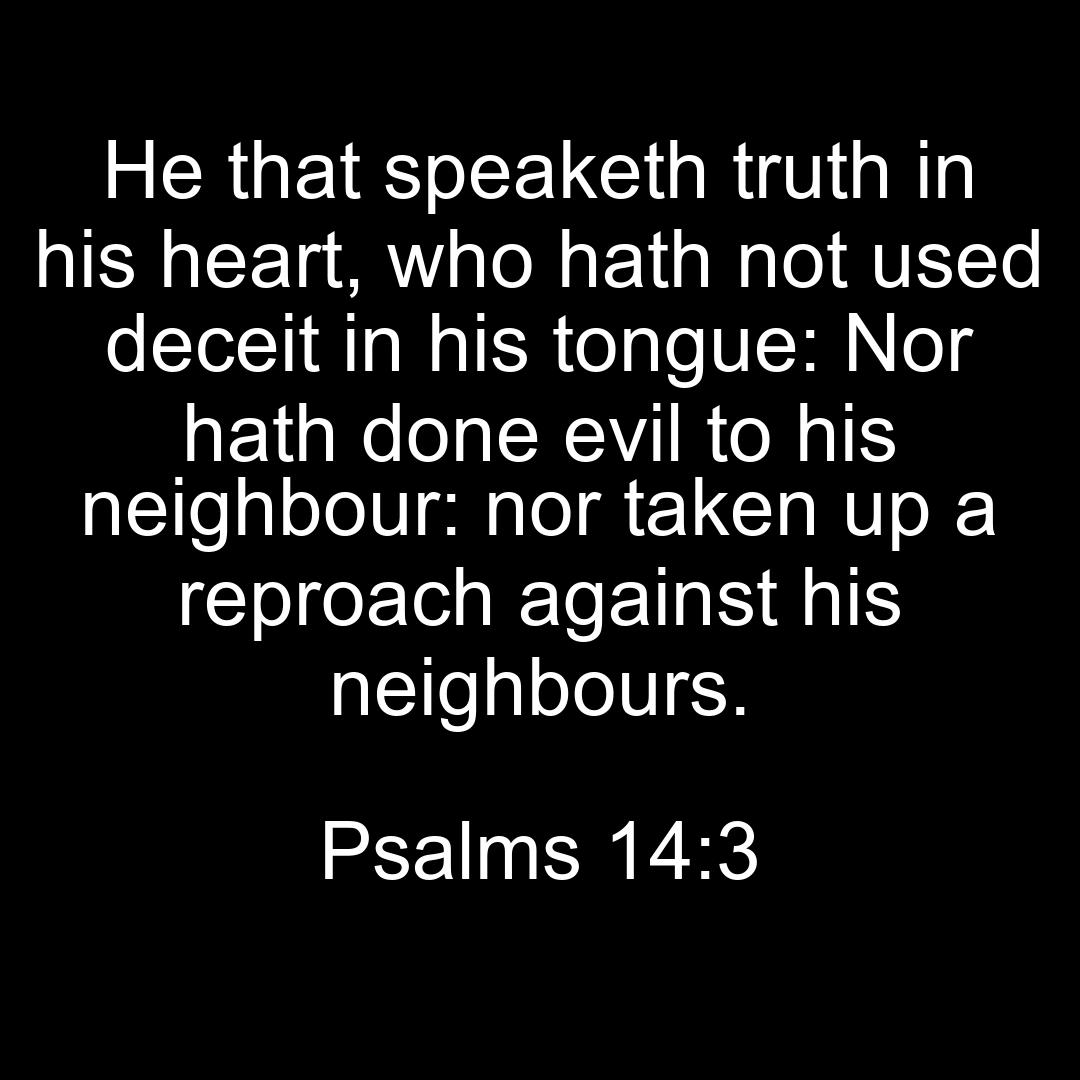 He that speaketh truth in
his heart, who hath not used
deceit in his tongue: Nor
hath done evil to his
neighbour: nor taken up a
reproach against his
neighbours.
Psalms 14:3